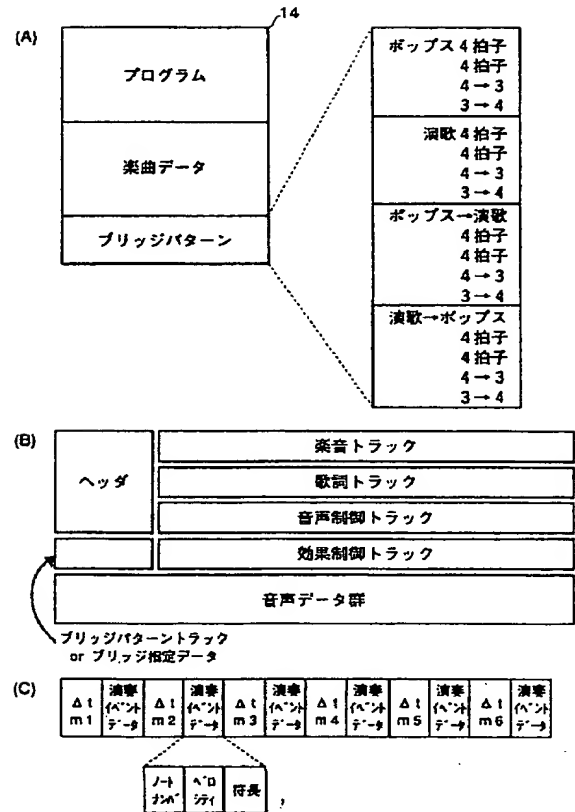 (A)
14
プログラム
楽曲データ
ブリッジパターン
ポップス4拍子
4拍子
4→3
3→4
演歌4拍子
4拍子
4→3
3→4
ポップス→演歌
4拍子
4拍子
4→3
3→4
演歌→ポップス
4拍子
4拍子
4→3
3→4
(B)
ヘッダ
楽音トラック
歌詞トラック
音声制御トラック
効果制御トラック
音声データ群
ブリッジパターントラック
or ブリッジ指定データ
(C)
Δt m1 演奏イベントデータ Δt m2 演奏イベントデータ Δt m3 演奏イベントデータ Δt m4 演奏イベントデータ Δt m5 演奏イベントデータ Δt m6 演奏イベントデータ
ノートナンバ ベロシティ 符長